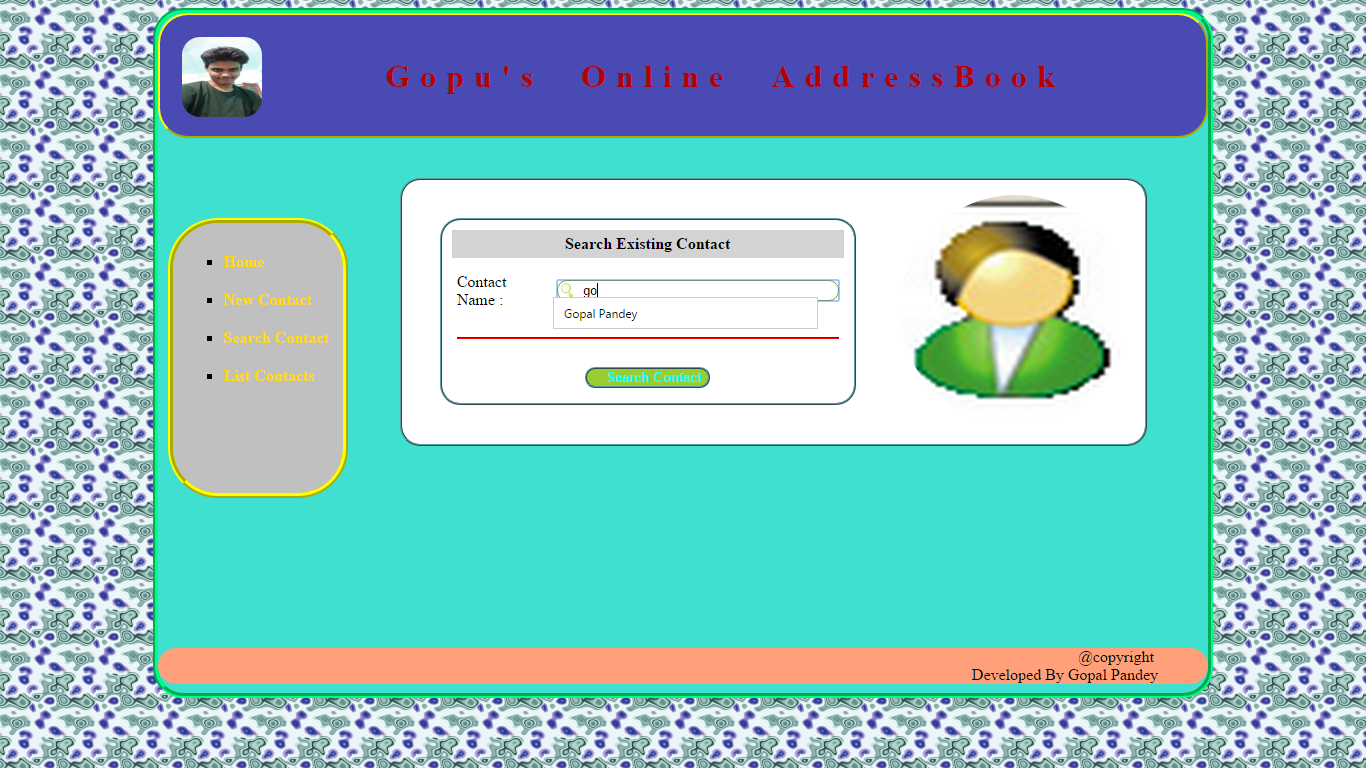 Gopu's Online AddressBook
Home
New Contact
Search Contact
List Contacts
Search Existing Contact
Contact
Name :
go
Gopal Pandey
Search Contact
@copyright
Developed By Gopal Pandey